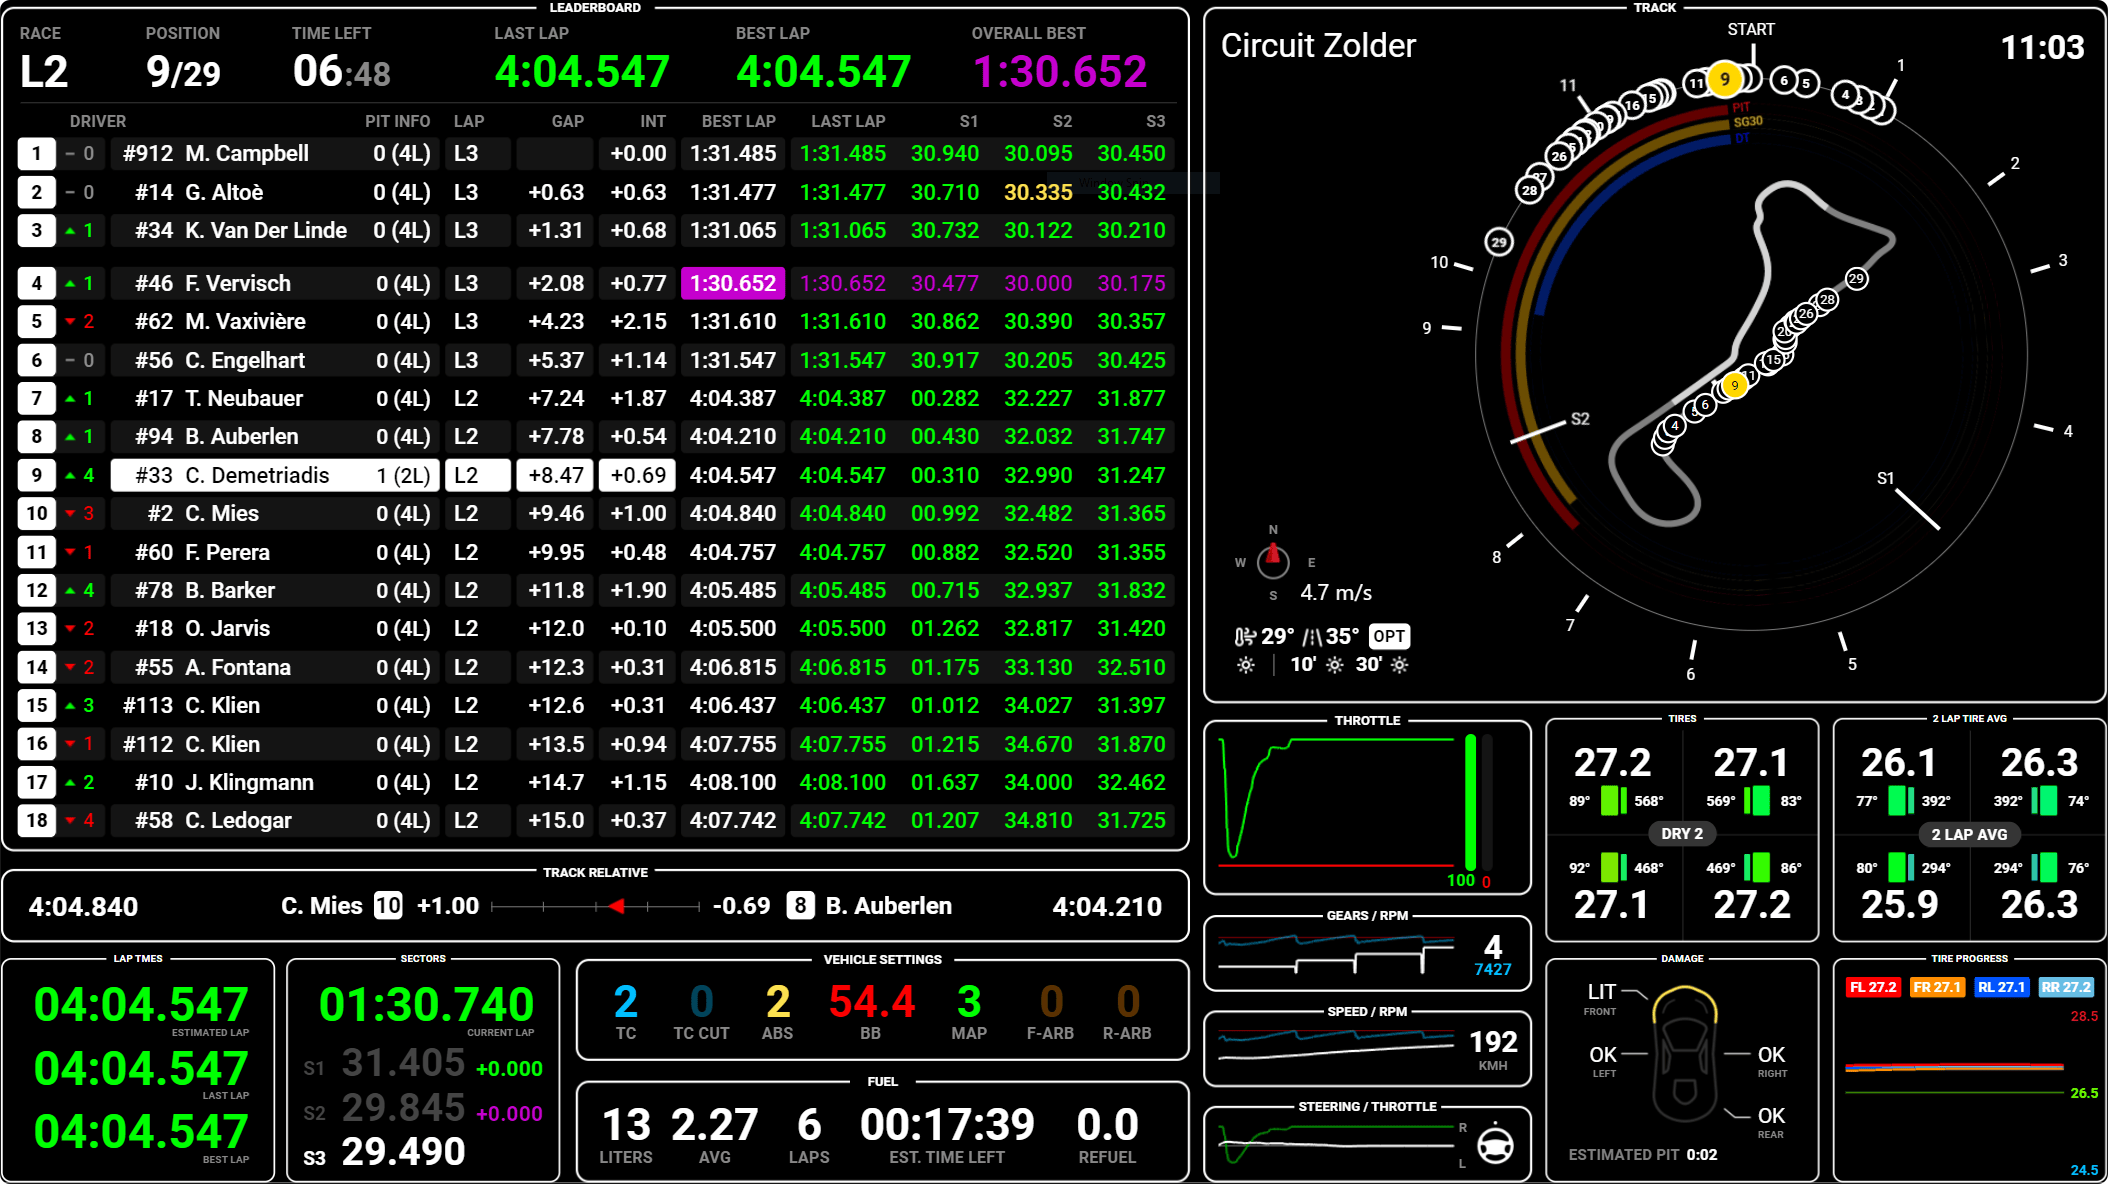 LEADERBOARD
RACE POSITION TIME LEFT LAST LAP BEST LAP OVERALL BEST
L2 9/29 06:48 4:04.547 4:04.547 1:30.652
DRIVER PIT INFO LAP GAP INT BEST LAP LAST LAP S1 S2 S3
1 – 0 #912 M. Campbell 0 (4L) L3 +0.00 1:31.485 1:31.485 30.940 30.095 30.450
2 – 0 #14 G. Altoè 0 (4L) L3 +0.63 +0.63 1:31.477 1:31.477 30.710 30.335 30.432
3 ▲ 1 #34 K. Van Der Linde 0 (4L) L3 +1.31 +0.68 1:31.065 1:31.065 30.732 30.122 30.210
4 ▲ 1 #46 F. Vervisch 0 (4L) L3 +2.08 +0.77 1:30.652 1:30.652 30.477 30.000 30.175
5 ▼ 2 #62 M. Vaxivière 0 (4L) L3 +4.23 +2.15 1:31.610 1:31.610 30.862 30.390 30.357
6 – 0 #56 C. Engelhart 0 (4L) L3 +5.37 +1.14 1:31.547 1:31.547 30.917 30.205 30.425
7 ▲ 1 #17 T. Neubauer 0 (4L) L2 +7.24 +1.87 4:04.387 4:04.387 00.282 32.227 31.877
8 ▲ 1 #94 B. Auberlen 0 (4L) L2 +7.78 +0.54 4:04.210 4:04.210 00.430 32.032 31.747
9 ▲ 4 #33 C. Demetriadis 1 (2L) L2 +8.47 +0.69 4:04.547 4:04.547 00.310 32.990 31.247
10 ▼ 3 #2 C. Mies 0 (4L) L2 +9.46 +1.00 4:04.840 4:04.840 00.992 32.482 31.365
11 ▼ 1 #60 F. Perera 0 (4L) L2 +9.95 +0.48 4:04.757 4:04.757 00.882 32.520 31.355
12 ▲ 4 #78 B. Barker 0 (4L) L2 +11.8 +1.90 4:05.485 4:05.485 00.715 32.937 31.832
13 ▼ 2 #18 O. Jarvis 0 (4L) L2 +12.0 +0.10 4:05.500 4:05.500 01.262 32.817 31.420
14 ▼ 2 #55 A. Fontana 0 (4L) L2 +12.3 +0.31 4:06.815 4:06.815 01.175 33.130 32.510
15 ▲ 3 #113 C. Klien 0 (4L) L2 +12.6 +0.31 4:06.437 4:06.437 01.012 34.027 31.397
16 ▼ 1 #112 C. Klien 0 (4L) L2 +13.5 +0.94 4:07.755 4:07.755 01.215 34.670 31.870
17 ▲ 2 #10 J. Klingmann 0 (4L) L2 +14.7 +1.15 4:08.100 4:08.100 01.637 34.000 32.462
18 ▼ 4 #58 C. Ledogar 0 (4L) L2 +15.0 +0.37 4:07.742 4:07.742 01.207 34.810 31.725
TRACK RELATIVE
4:04.840 C. Mies 10 +1.00 -0.69 8 B. Auberlen 4:04.210
LAP TMES
04:04.547
ESTIMATED LAP
04:04.547
LAST LAP
04:04.547
BEST LAP
SECTORS
01:30.740
CURRENT LAP
S1 31.405 +0.000
S2 29.845 +0.000
S3 29.490
VEHICLE SETTINGS
2 0 2 54.4 3 0 0
TC TC CUT ABS BB MAP F-ARB R-ARB
FUEL
13 2.27 6 00:17:39 0.0
LITERS AVG LAPS EST. TIME LEFT REFUEL
TRACK
Circuit Zolder
START
11:03
11 9 6 5 4 1
16 15
PIT
SG30
DT
26
28
29
2
10
3
9
4
S2
S1
8
7
6
5
29
28
26
15
9
6
4
N
W E
S
4.7 m/s
29° 35° OPT
10' 30'
THROTTLE
100 0
GEARS / RPM
4
7427
SPEED / RPM
192
KMH
STEERING / THROTTLE
R
L
TIRES
27.2 27.1
89° 568° 569° 83°
DRY 2
92° 468° 469° 86°
27.1 27.2
2 LAP TIRE AVG
26.1 26.3
77° 392° 392° 74°
2 LAP AVG
80° 294° 294° 76°
25.9 26.3
DAMAGE
LIT
FRONT
OK OK
LEFT RIGHT
OK
REAR
ESTIMATED PIT 0:02
TIRE PROGRESS
FL 27.2 FR 27.1 RL 27.1 RR 27.2
28.5
26.5
24.5